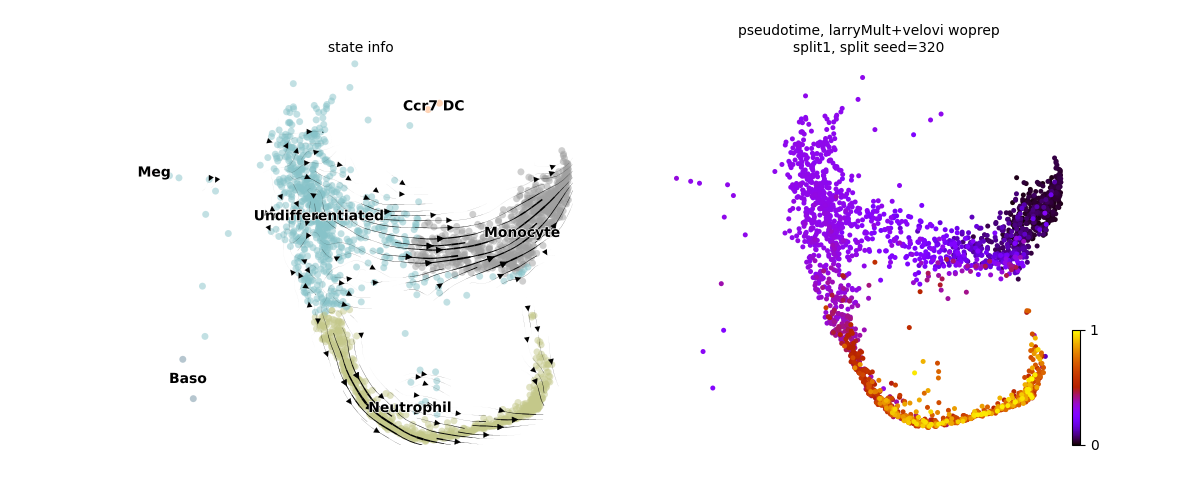 state info
Ccr7 DC
Meg
Undifferentiated
Monocyte
Baso
Neutrophil
pseudotime, larryMult+velovi woprep
split1, split seed=320
1
0